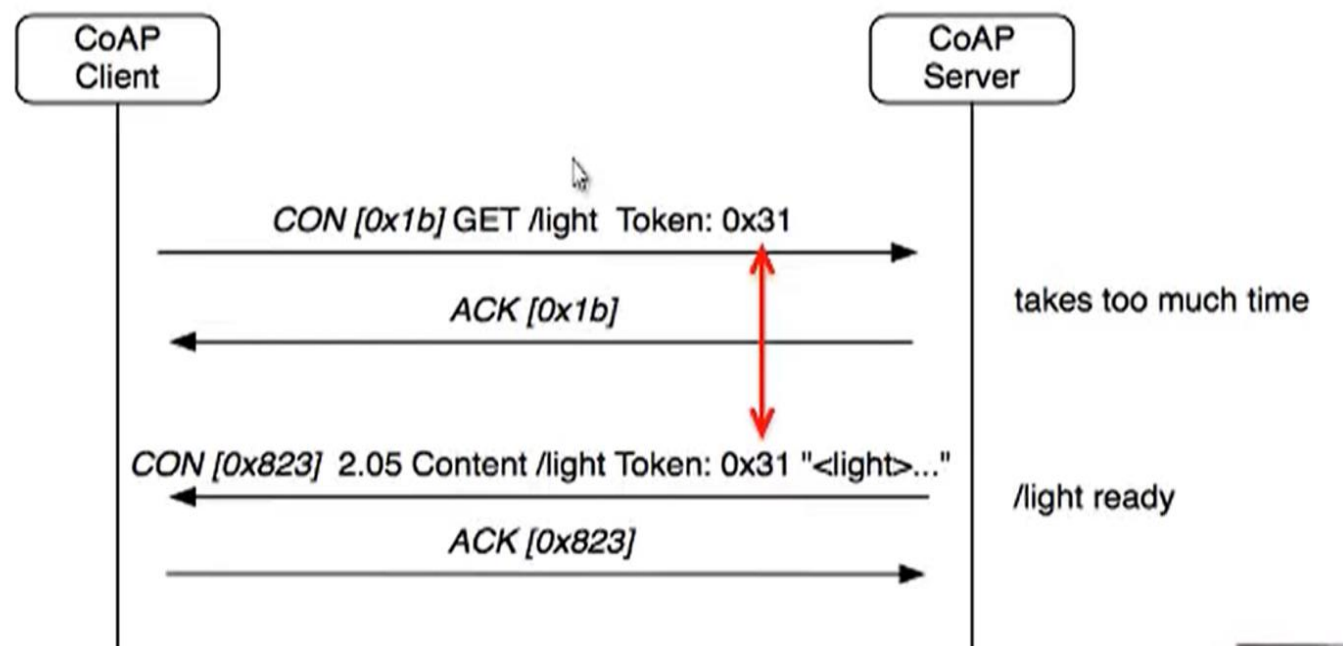 CoAP
Client
CoAP
Server
CON [0x1b] GET /light Token: 0x31
ACK [0x1b]
takes too much time
CON [0x823] 2.05 Content /light Token: 0x31 "<light>..."
/light ready
ACK [0x823]